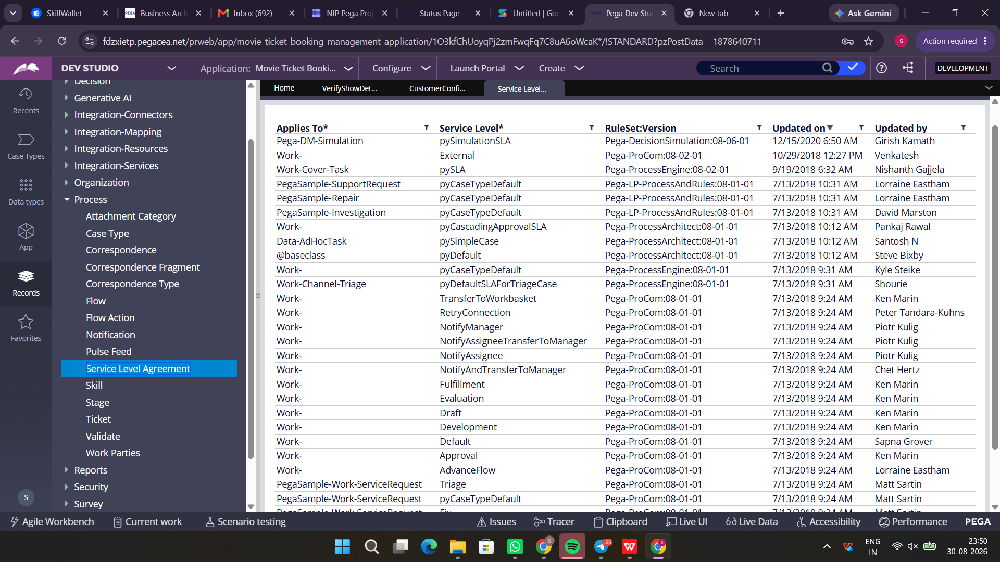 SkillWallet
PEGA Business Arch
Inbox (692) -
NIP Pega Proj
Status Page
Untitled | Goo
Pega Dev Stu
New tab
Ask Gemini
fdzxietp.pegacea.net/prweb/app/movie-ticket-booking-management-application/1O3kfChUoyqPj2zmFwqFq7C8uA6oWcaK*/!STANDARD?pzPostData=-1878640711
s
Action required
DEV STUDIO
Application: Movie Ticket Booki...
Configure
Launch Portal
Create
Search
DEVELOPMENT
Recents
Case Types
Data types
App
Records
Favorites
S
Decision
Generative AI
Integration-Connectors
Integration-Mapping
Integration-Resources
Integration-Services
Organization
Process
Attachment Category
Case Type
Correspondence
Correspondence Fragment
Correspondence Type
Flow
Flow Action
Notification
Pulse Feed
Service Level Agreement
Skill
Stage
Ticket
Validate
Work Parties
Reports
Security
Survey
Home
VerifyShowDet...
CustomerConfi...
Service Level...
Applies To* Service Level* RuleSet:Version Updated on Updated by
Pega-DM-Simulation pySimulationSLA Pega-DecisionSimulation:08-06-01 12/15/2020 6:50 AM Girish Kamath
Work- External Pega-ProCom:08-02-01 10/29/2018 12:27 PM Venkatesh
Work-Cover-Task pySLA Pega-ProcessEngine:08-02-01 9/19/2018 6:32 AM Nishanth Gajjela
PegaSample-SupportRequest pyCaseTypeDefault Pega-LP-ProcessAndRules:08-01-01 7/13/2018 10:31 AM Lorraine Eastham
PegaSample-Repair pyCaseTypeDefault Pega-LP-ProcessAndRules:08-01-01 7/13/2018 10:31 AM Lorraine Eastham
PegaSample-Investigation pyCaseTypeDefault Pega-LP-ProcessAndRules:08-01-01 7/13/2018 10:31 AM David Marston
Work- pyCascadingApprovalSLA Pega-ProcessArchitect:08-01-01 7/13/2018 10:12 AM Pankaj Rawal
Data-AdHocTask pySimpleCase Pega-ProcessArchitect:08-01-01 7/13/2018 10:12 AM Santosh N
@baseclass pyDefault Pega-ProcessArchitect:08-01-01 7/13/2018 10:12 AM Steve Bixby
Work- pyCaseTypeDefault Pega-ProcessEngine:08-01-01 7/13/2018 9:31 AM Kyle Steike
Work-Channel-Triage pyDefaultSLAForTriageCase Pega-ProcessEngine:08-01-01 7/13/2018 9:31 AM Shourie
Work- TransferToWorkbasket Pega-ProCom:08-01-01 7/13/2018 9:24 AM Ken Marin
Work- RetryConnection Pega-ProCom:08-01-01 7/13/2018 9:24 AM Peter Tandara-Kuhns
Work- NotifyManager Pega-ProCom:08-01-01 7/13/2018 9:24 AM Piotr Kulig
Work- NotifyAssigneeTransferToManager Pega-ProCom:08-01-01 7/13/2018 9:24 AM Piotr Kulig
Work- NotifyAssignee Pega-ProCom:08-01-01 7/13/2018 9:24 AM Piotr Kulig
Work- NotifyAndTransferToManager Pega-ProCom:08-01-01 7/13/2018 9:24 AM Chet Hertz
Work- Fulfillment Pega-ProCom:08-01-01 7/13/2018 9:24 AM Ken Marin
Work- Evaluation Pega-ProCom:08-01-01 7/13/2018 9:24 AM Ken Marin
Work- Draft Pega-ProCom:08-01-01 7/13/2018 9:24 AM Ken Marin
Work- Development Pega-ProCom:08-01-01 7/13/2018 9:24 AM Ken Marin
Work- Default Pega-ProCom:08-01-01 7/13/2018 9:24 AM Sapna Grover
Work- Approval Pega-ProCom:08-01-01 7/13/2018 9:24 AM Ken Marin
Work- AdvanceFlow Pega-ProCom:08-01-01 7/13/2018 9:24 AM Lorraine Eastham
PegaSample-Work-ServiceRequest Triage Pega-ProCom:08-01-01 7/13/2018 9:24 AM Matt Sartin
PegaSample-Work-ServiceRequest pyCaseTypeDefault Pega-ProCom:08-01-01 7/13/2018 9:24 AM Matt Sartin
Agile Workbench
Current work
Scenario testing
Issues
Tracer
Clipboard
Live UI
Live Data
Accessibility
Performance
PEGA
66
ENG
IN
23:50
30-08-2026